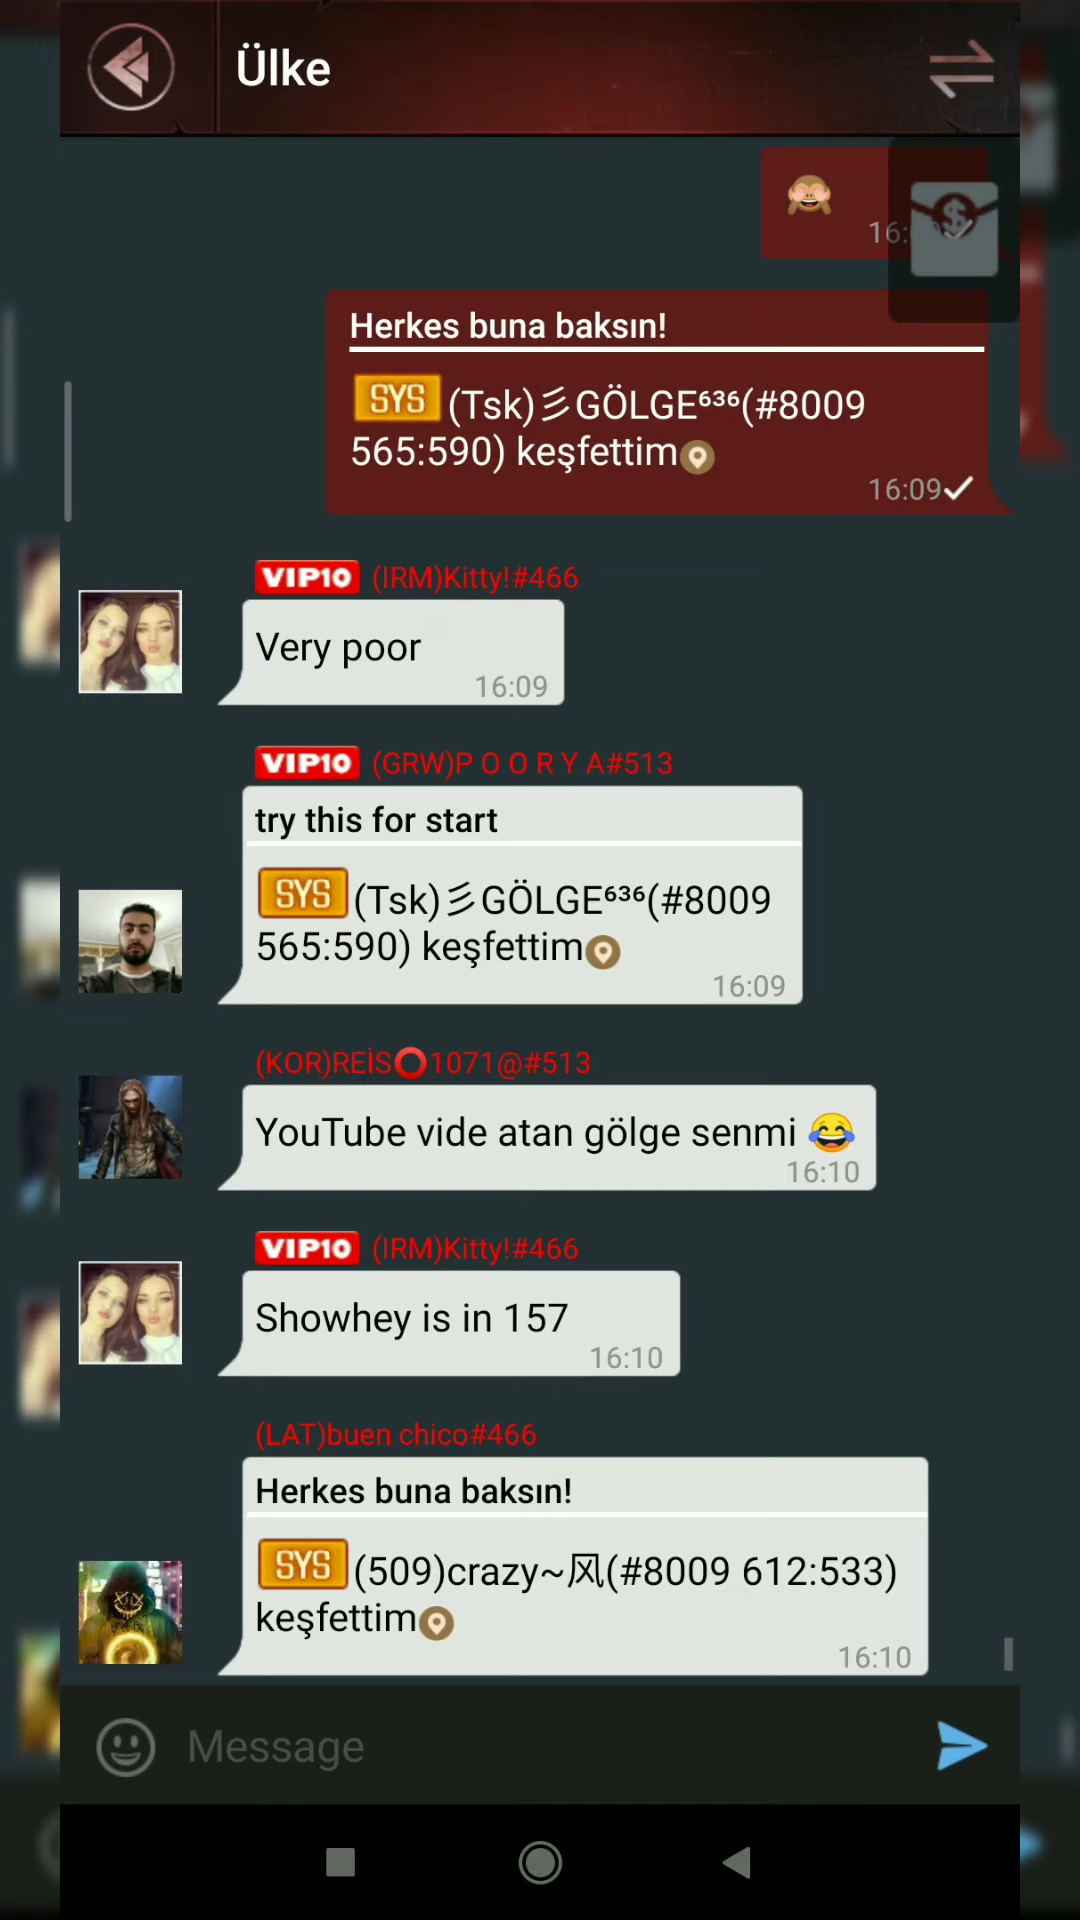 Ülke
🙈
16:0
Herkes buna baksın!
SYS (Tsk)彡GÖLGE⁶³⁶(#8009
565:590) keşfettim
16:09
VIP10 (IRM)Kitty!#466
Very poor
16:09
VIP10 (GRW)P O O R Y A#513
try this for start
SYS (Tsk)彡GÖLGE⁶³⁶(#8009
565:590) keşfettim
16:09
(KOR)REİS⭕1071@#513
YouTube vide atan gölge senmi 😂
16:10
VIP10 (IRM)Kitty!#466
Showhey is in 157
16:10
(LAT)buen chico#466
Herkes buna baksın!
SYS (509)crazy~风(#8009 612:533)
keşfettim
16:10
Message